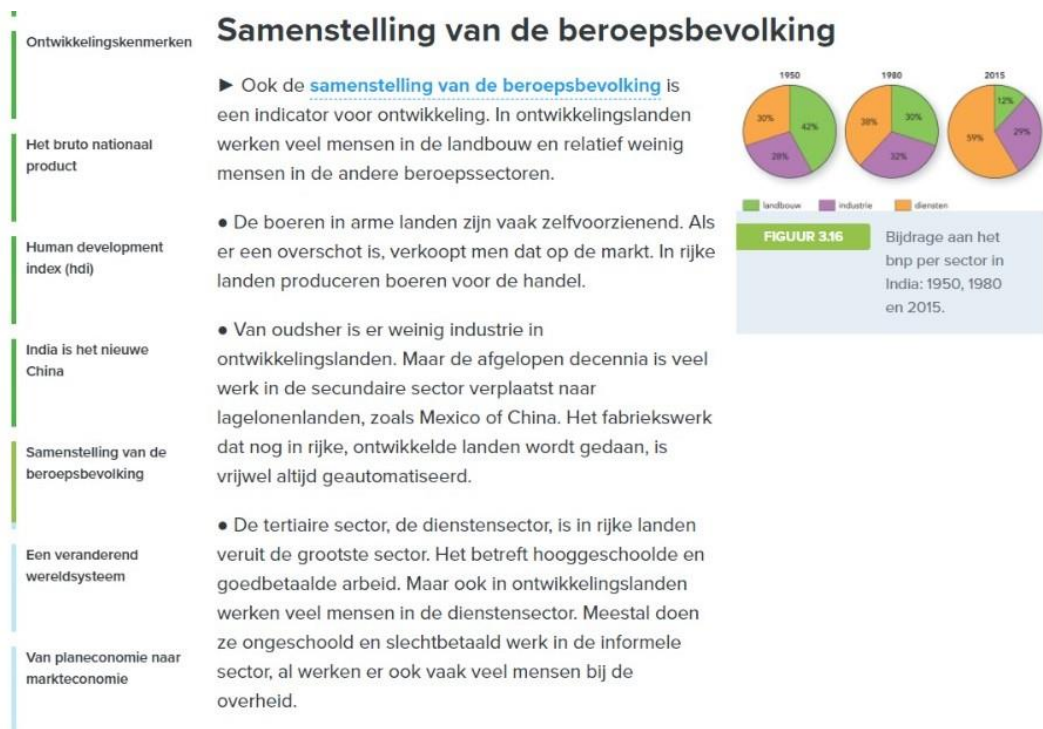 Ontwikkelingskenmerken
Het bruto nationaal
product
Human development
index (hdi)
India is het nieuwe
China
Samenstelling van de
beroepsbevolking
Een veranderend
wereldsysteem
Van planeconomie naar
markteconomie
Samenstelling van de beroepsbevolking
► Ook de samenstelling van de beroepsbevolking is
een indicator voor ontwikkeling. In ontwikkelingslanden
werken veel mensen in de landbouw en relatief weinig
mensen in de andere beroepssectoren.
● De boeren in arme landen zijn vaak zelfvoorzienend. Als
er een overschot is, verkoopt men dat op de markt. In rijke
landen produceren boeren voor de handel.
● Van oudsher is er weinig industrie in
ontwikkelingslanden. Maar de afgelopen decennia is veel
werk in de secundaire sector verplaatst naar
lagelonenlanden, zoals Mexico of China. Het fabriekswerk
dat nog in rijke, ontwikkelde landen wordt gedaan, is
vrijwel altijd geautomatiseerd.
● De tertiaire sector, de dienstensector, is in rijke landen
veruit de grootste sector. Het betreft hooggeschoolde en
goedbetaalde arbeid. Maar ook in ontwikkelingslanden
werken veel mensen in de dienstensector. Meestal doen
ze ongeschoold en slechtbetaald werk in de informele
sector, al werken er ook vaak veel mensen bij de
overheid.
1950 1980 2015
30% 42% 28%
38% 30% 32%
12% 29% 59%
landbouw industrie diensten
FIGUUR 3.16
Bijdrage aan het
bnp per sector in
India: 1950, 1980
en 2015.